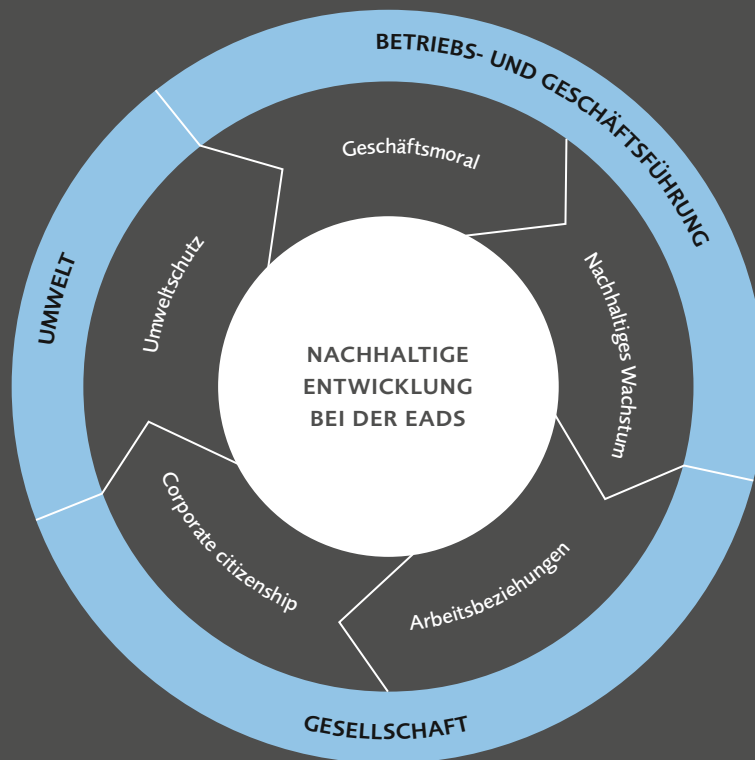 BETRIEBS- UND GESCHÄFTSFÜHRUNG
Geschäftsmoral
UMWELT
Umweltschutz
Nachhaltiges Wachstum
NACHHALTIGE
ENTWICKLUNG
BEI DER EADS
Corporate citizenship
Arbeitsbeziehungen
GESELLSCHAFT